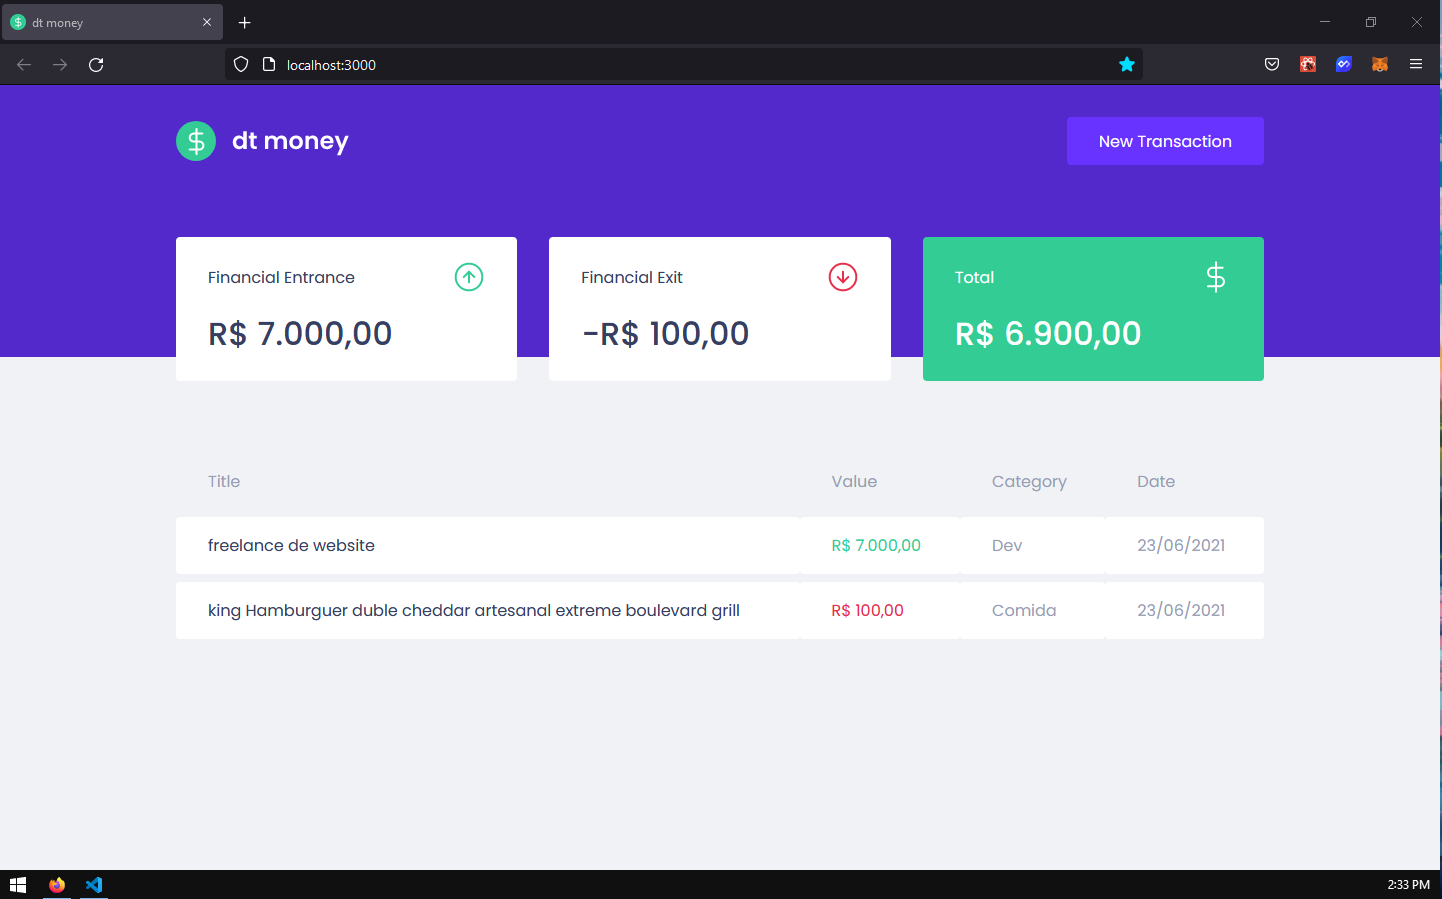 dt money
localhost:3000
dt money
New Transaction
Financial Entrance
R$ 7.000,00
Financial Exit
-R$ 100,00
Total
R$ 6.900,00
Title Value Category Date
freelance de website R$ 7.000,00 Dev 23/06/2021
king Hamburguer duble cheddar artesanal extreme boulevard grill R$ 100,00 Comida 23/06/2021
2:33 PM